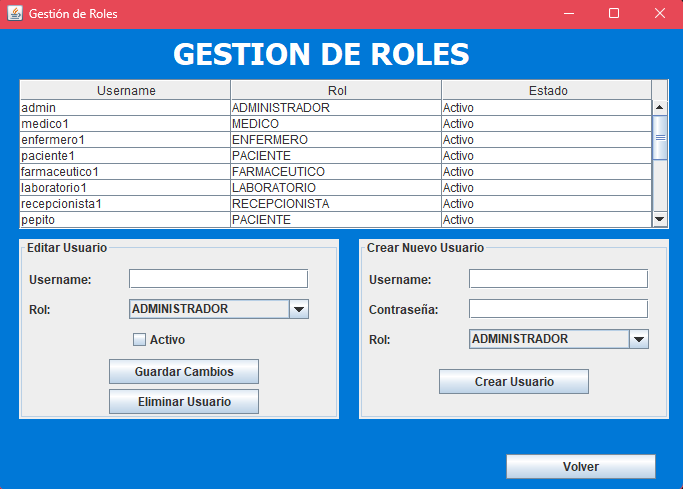 Gestión de Roles
GESTION DE ROLES
Username Rol Estado
admin ADMINISTRADOR Activo
medico1 MEDICO Activo
enfermero1 ENFERMERO Activo
paciente1 PACIENTE Activo
farmaceutico1 FARMACEUTICO Activo
laboratorio1 LABORATORIO Activo
recepcionista1 RECEPCIONISTA Activo
pepito PACIENTE Activo
Editar Usuario
Username:
Rol: ADMINISTRADOR
Activo
Guardar Cambios
Eliminar Usuario
Crear Nuevo Usuario
Username:
Contraseña:
Rol: ADMINISTRADOR
Crear Usuario
Volver